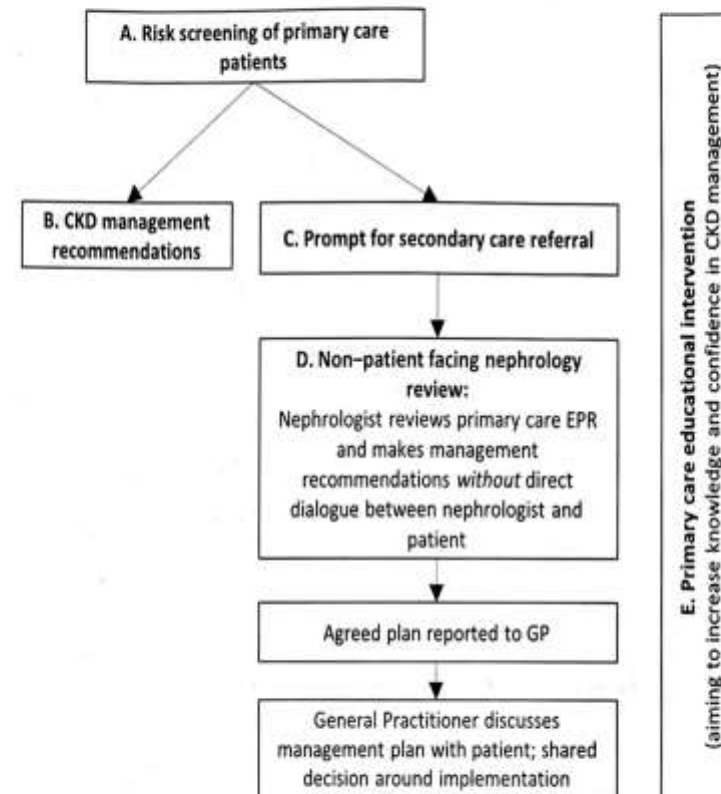 A. Risk screening of primary care
patients
B. CKD management
recommendations
C. Prompt for secondary care referral
D. Non–patient facing nephrology
review:
Nephrologist reviews primary care EPR
and makes management
recommendations without direct
dialogue between nephrologist and
patient
Agreed plan reported to GP
General Practitioner discusses
management plan with patient; shared
decision around implementation
E. Primary care educational intervention
(aiming to increase knowledge and confidence in CKD management)